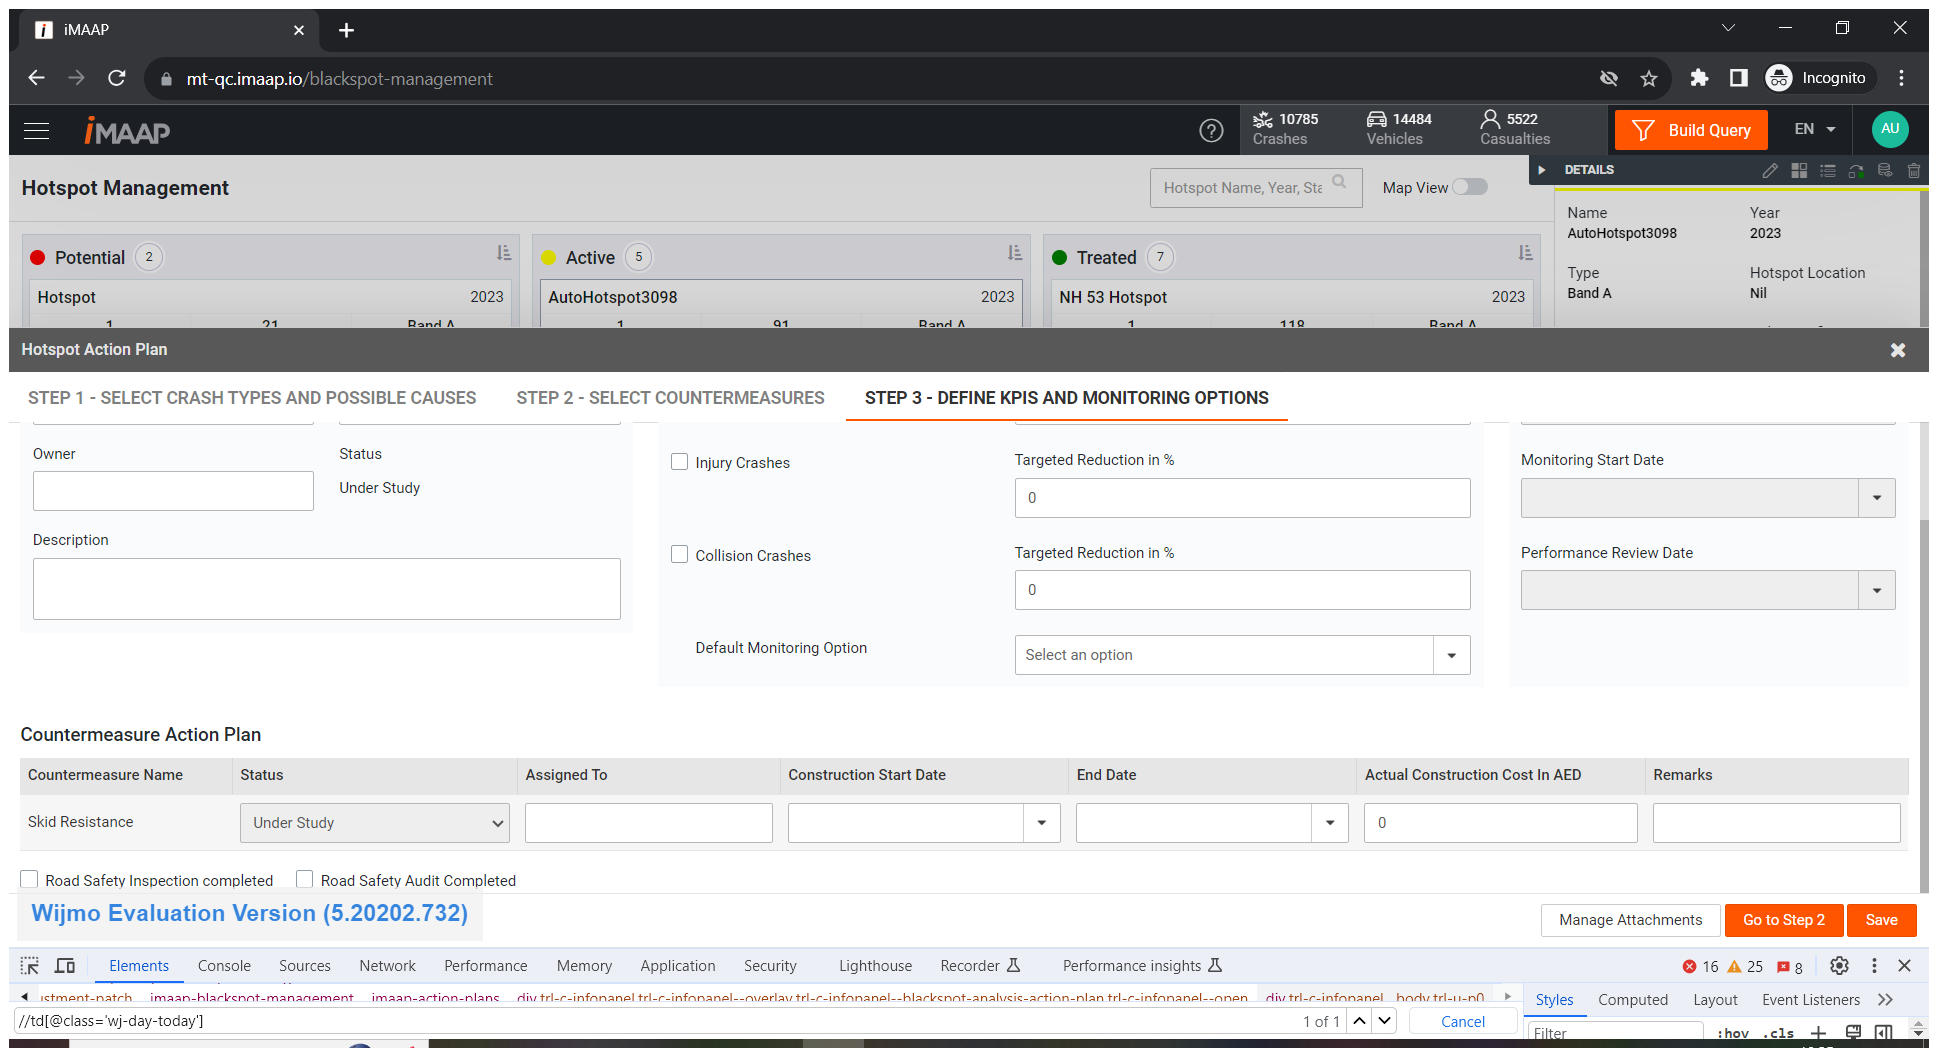 iMAAP
mt-qc.imaap.io/blackspot-management
Incognito
iMAAP
10785
Crashes
14484
Vehicles
5522
Casualties
Build Query
EN
AU
Hotspot Management
Hotspot Name, Year, Sta
Map View
DETAILS
Name
AutoHotspot3098
Year
2023
Type
Band A
Hotspot Location
Nil
Potential 2
Active 5
Treated 7
Hotspot 2023
1 21 Band A
AutoHotspot3098 2023
1 91 Band A
NH 53 Hotspot 2023
1 118 Band A
Hotspot Action Plan
STEP 1 - SELECT CRASH TYPES AND POSSIBLE CAUSES
STEP 2 - SELECT COUNTERMEASURES
STEP 3 - DEFINE KPIS AND MONITORING OPTIONS
Owner
Status
Under Study
Description
Injury Crashes
Targeted Reduction in %
0
Collision Crashes
Targeted Reduction in %
0
Default Monitoring Option
Select an option
Monitoring Start Date
Performance Review Date
Countermeasure Action Plan
Countermeasure Name Status Assigned To Construction Start Date End Date Actual Construction Cost In AED Remarks
Skid Resistance Under Study 0
Road Safety Inspection completed Road Safety Audit Completed
Wijmo Evaluation Version (5.20202.732)
Manage Attachments Go to Step 2 Save
Elements Console Sources Network Performance Memory Application Security Lighthouse Recorder Performance insights 16 25 8
ustment-patch imaap-blackspot-management imaap-action-plans div.trl-c-infopanel.trl-c-infopanel--overlay.trl-c-infopanel--blackspot-analysis-action-plan.trl-c-infopanel--open div.trl-c-infopanel body.trl-u-p0
Styles Computed Layout Event Listeners
//td[@class='wj-day-today'] 1 of 1 Cancel
Filter :hov .cls